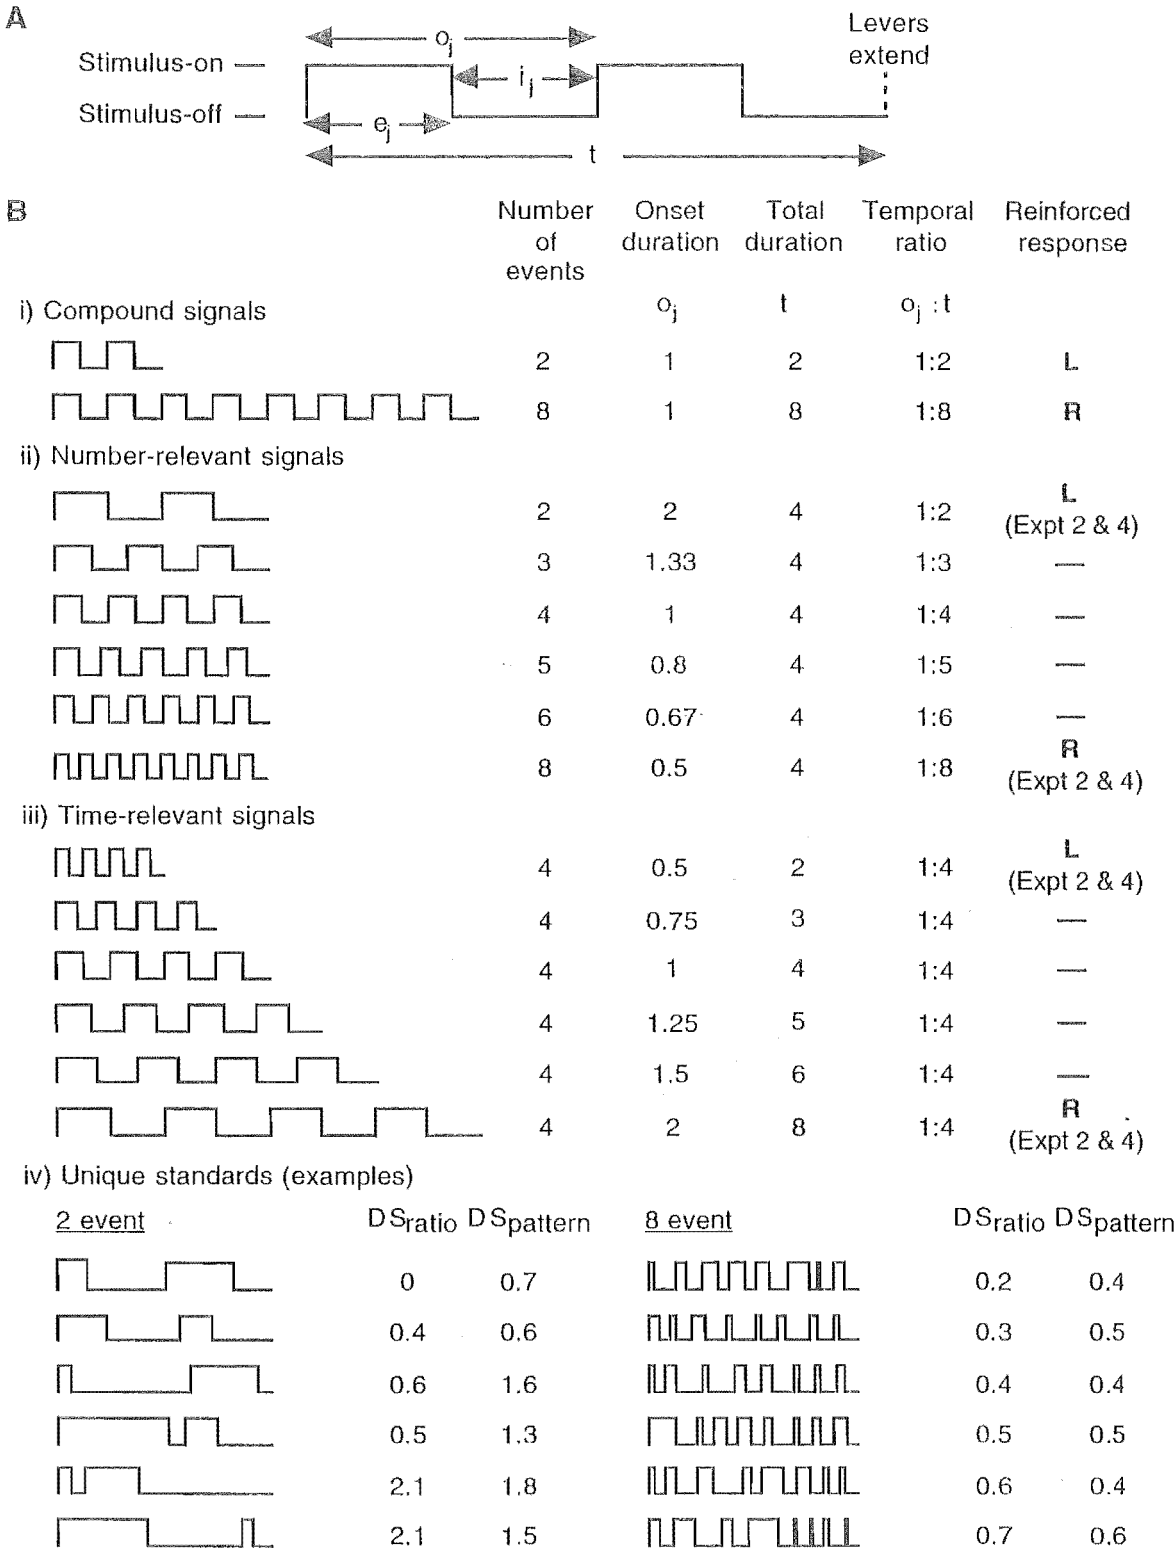 A
Levers
extend
Stimulus-on
Stimulus-off
oj
ij
ej
t
B
Number of events
Onset duration
Total duration
Temporal ratio
Reinforced response
i) Compound signals
oj t oj : t
2 1 2 1:2 L
8 1 8 1:8 R
ii) Number-relevant signals
2 2 4 1:2 L (Expt 2 & 4)
3 1.33 4 1:3 —
4 1 4 1:4 —
5 0.8 4 1:5 —
6 0.67 4 1:6 —
8 0.5 4 1:8 R (Expt 2 & 4)
iii) Time-relevant signals
4 0.5 2 1:4 L (Expt 2 & 4)
4 0.75 3 1:4 —
4 1 4 1:4 —
4 1.25 5 1:4 —
4 1.5 6 1:4 —
4 2 8 1:4 R (Expt 2 & 4)
iv) Unique standards (examples)
2 event DSratio DSpattern 8 event DSratio DSpattern
0 0.7 0.2 0.4
0.4 0.6 0.3 0.5
0.6 1.6 0.4 0.4
0.5 1.3 0.5 0.5
2.1 1.8 0.6 0.4
2.1 1.5 0.7 0.6